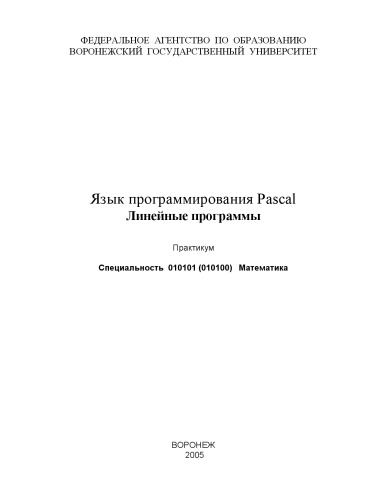 ФЕДЕРАЛЬНОЕ АГЕНТСТВО ПО ОБРАЗОВАНИЮ
ВОРОНЕЖСКИЙ ГОСУДАРСТВЕННЫЙ УНИВЕРСИТЕТ
Язык программирования Pascal
Линейные программы
Практикум
Специальность 010101 (010100) Математика
ВОРОНЕЖ
2005